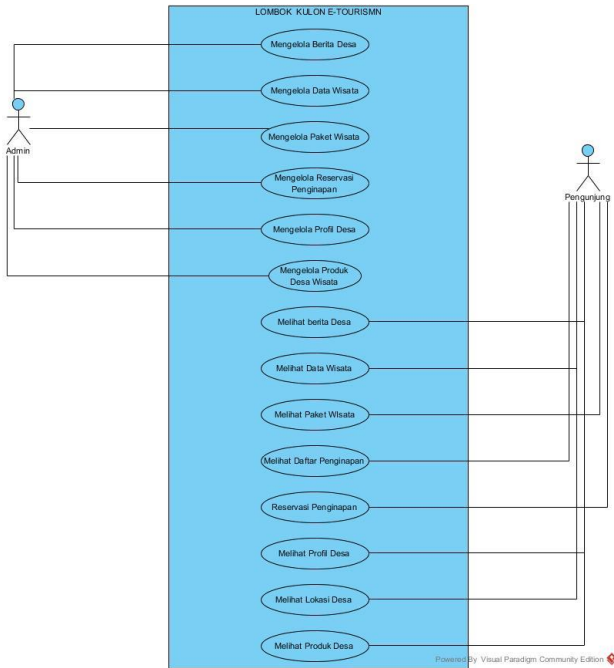 LOMBOK KULON E-TOURISMN
Mengelola Berita Desa
Mengelola Data Wisata
Mengelola Paket Wisata
Admin
Mengelola Reservasi
Penginapan
Pengunjung
Mengelola Profil Desa
Mengelola Produk
Desa Wisata
Melihat berita Desa
Melihat Data Wisata
Melihat Paket WIsata
Melihat Daftar Penginapan
Reservasi Penginapan
Melihat Profil Desa
Melihat Lokasi Desa
Melihat Produk Desa
Powered By Visual Paradigm Community Edition